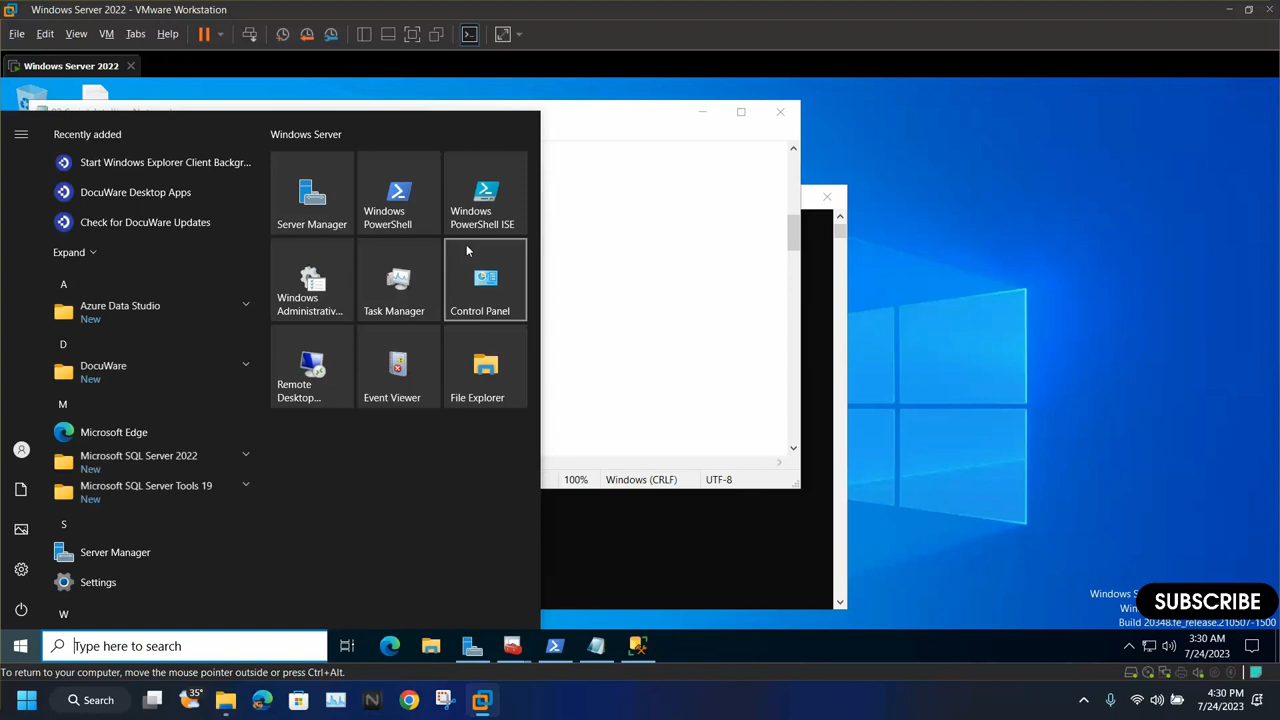 Windows Server 2022 - VMware Workstation
File Edit View VM Tabs Help
Windows Server 2022
Recently added
Start Windows Explorer Client Backgr...
DocuWare Desktop Apps
Check for DocuWare Updates
Expand
A
Azure Data Studio
New
D
DocuWare
New
M
Microsoft Edge
Microsoft SQL Server 2022
New
Microsoft SQL Server Tools 19
New
S
Server Manager
Settings
W
Windows Server
Server Manager
Windows
PowerShell
Windows
PowerShell ISE
Windows
Administrativ...
Task Manager
Control Panel
Remote
Desktop...
Event Viewer
File Explorer
100% Windows (CRLF) UTF-8
Windows S
Build 20348.fe_release.210507-1500
SUBSCRIBE
Type here to search
3:30 AM
7/24/2023
To return to your computer, move the mouse pointer outside or press Ctrl+Alt.
Search
35°
4:30 PM
7/24/2023